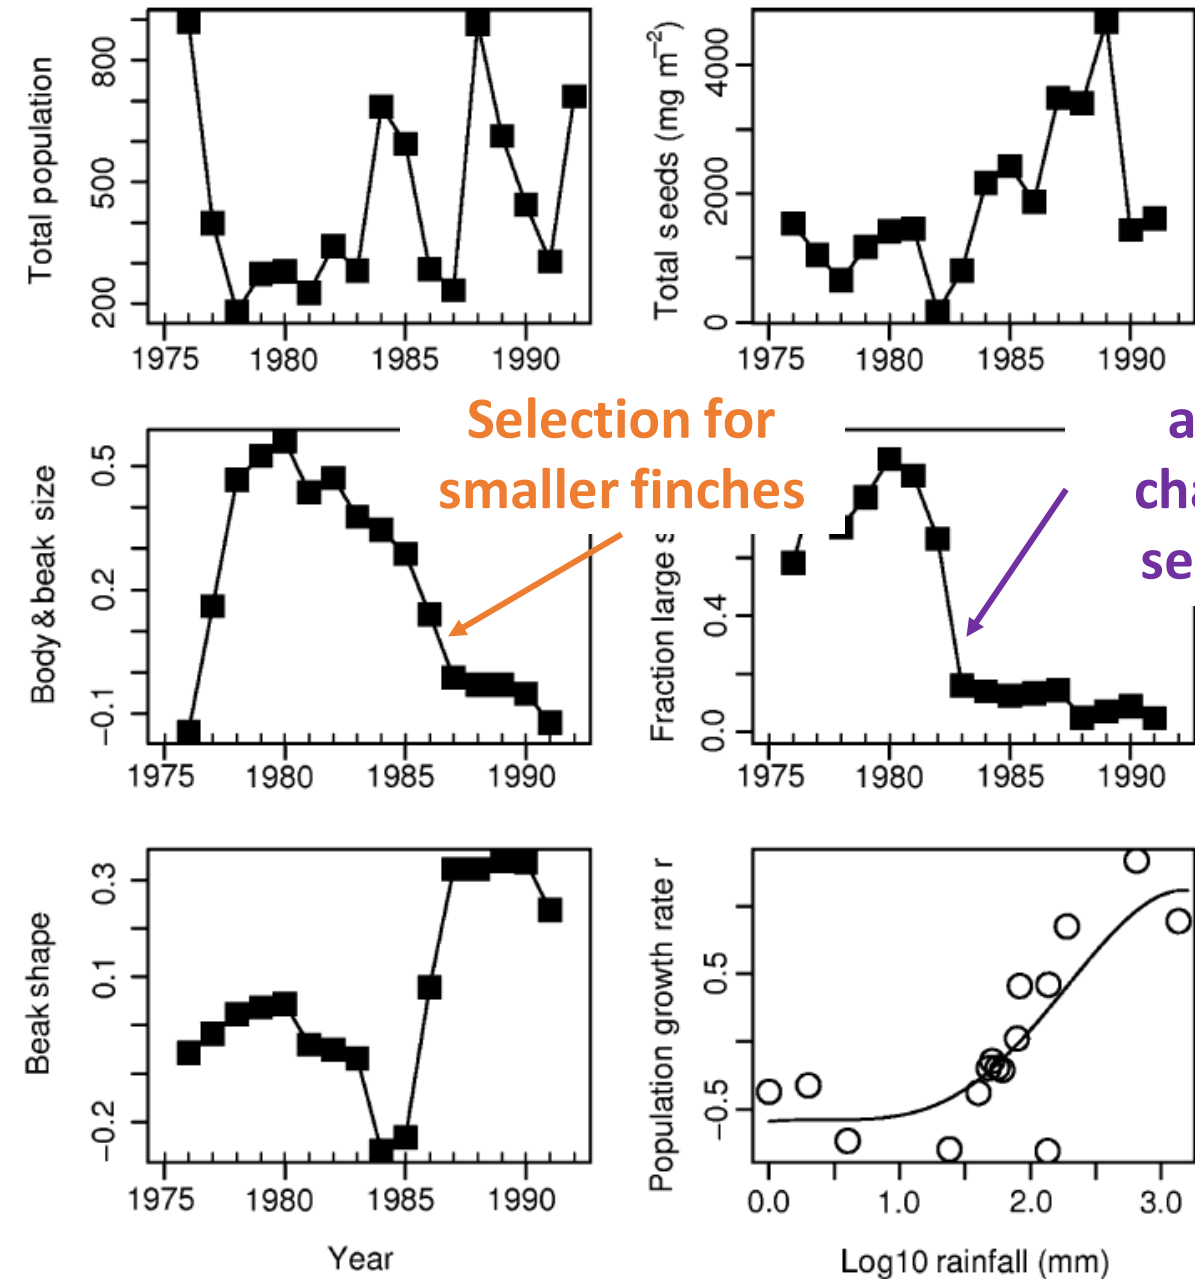 Total population
800
500
200
1975 1980 1985 1990
Total seeds (mg m−2)
4000
2000
0
1975 1980 1985 1990
Selection for
smaller finches
Body & beak size
0.5
0.2
−0.1
1975 1980 1985 1990
a
cha
se
Fraction large s
0.4
0.0
1975 1980 1985 1990
Beak shape
0.3
0.1
−0.2
1975 1980 1985 1990
Year
Population growth rate r
0.5
−0.5
0.0 1.0 2.0 3.0
Log10 rainfall (mm)